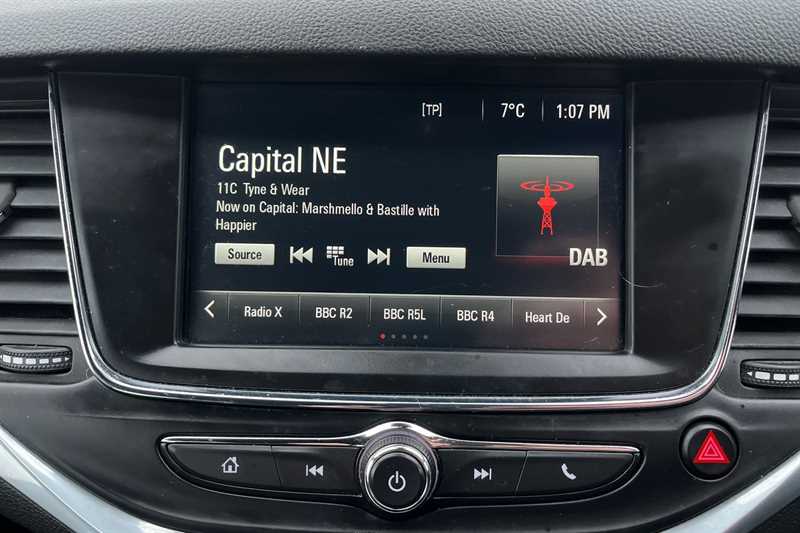 [TP] 7°C 1:07 PM
Capital NE
11C Tyne & Wear
Now on Capital: Marshmello & Bastille with
Happier
Source Tune Menu
DAB
Radio X BBC R2 BBC R5L BBC R4 Heart De